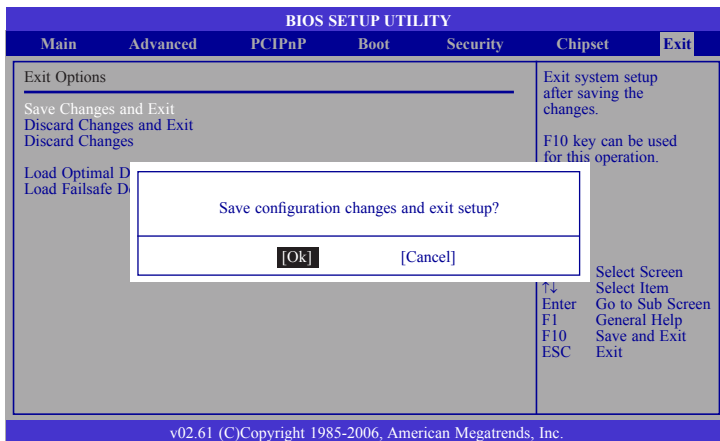 BIOS SETUP UTILITY
Main Advanced PCIPnP Boot Security Chipset Exit
Exit Options
Save Changes and Exit
Discard Changes and Exit
Discard Changes
Load Optimal D
Load Failsafe D
Save configuration changes and exit setup?
[Ok] [Cancel]
Exit system setup
after saving the
changes.
F10 key can be used
for this operation.
Select Screen
↑↓ Select Item
Enter Go to Sub Screen
F1 General Help
F10 Save and Exit
ESC Exit
v02.61 (C)Copyright 1985-2006, American Megatrends, Inc.